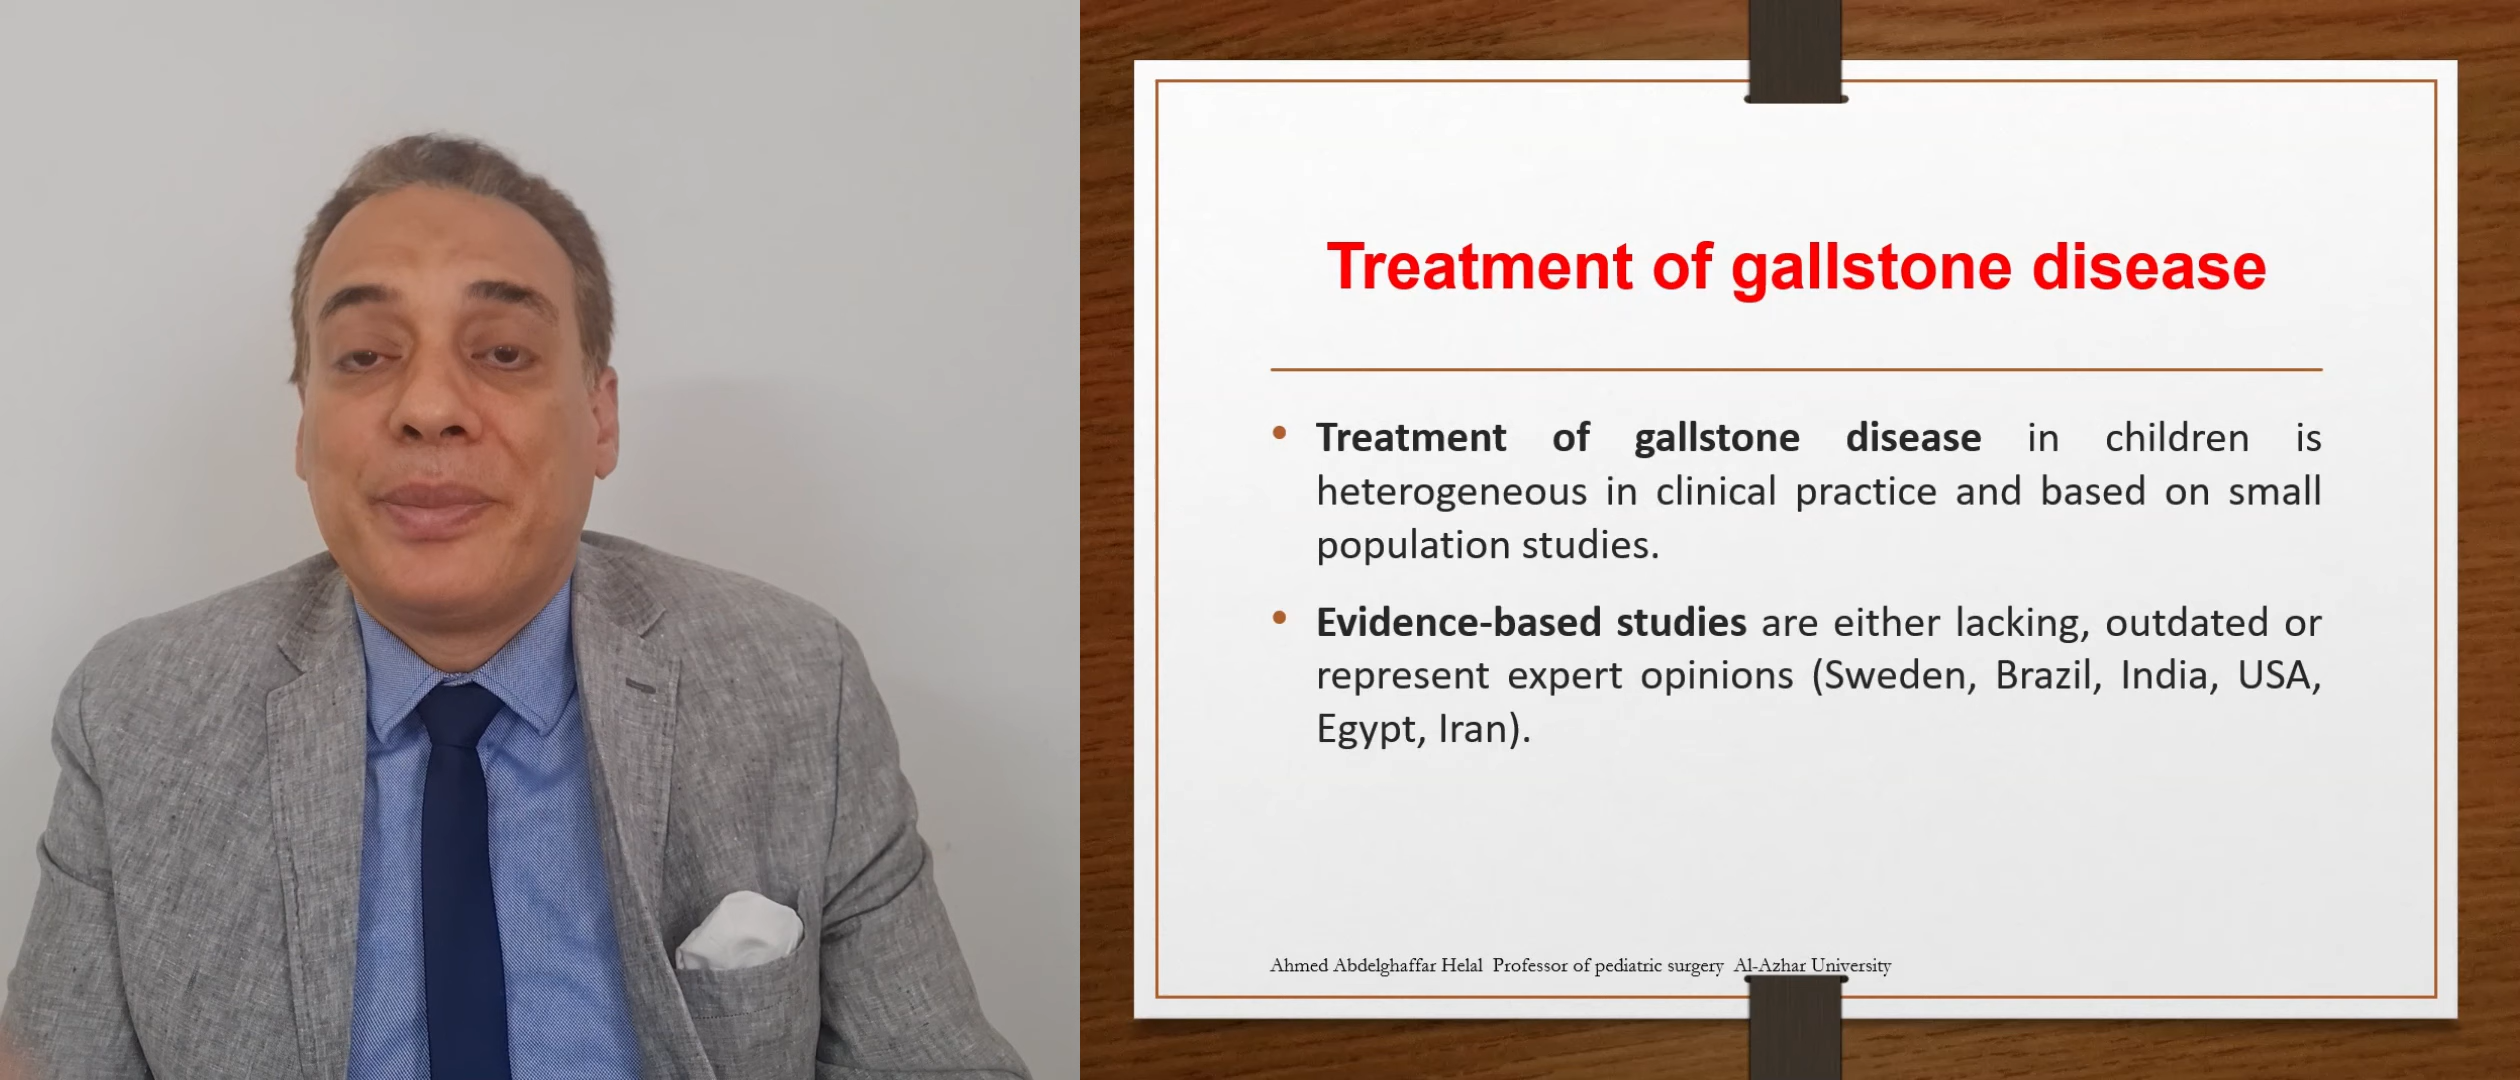 Treatment of gallstone disease
• Treatment of gallstone disease in children is
heterogeneous in clinical practice and based on small
population studies.
• Evidence-based studies are either lacking, outdated or
represent expert opinions (Sweden, Brazil, India, USA,
Egypt, Iran).
Ahmed Abdelghaffar Helal Professor of pediatric surgery Al-Azhar University